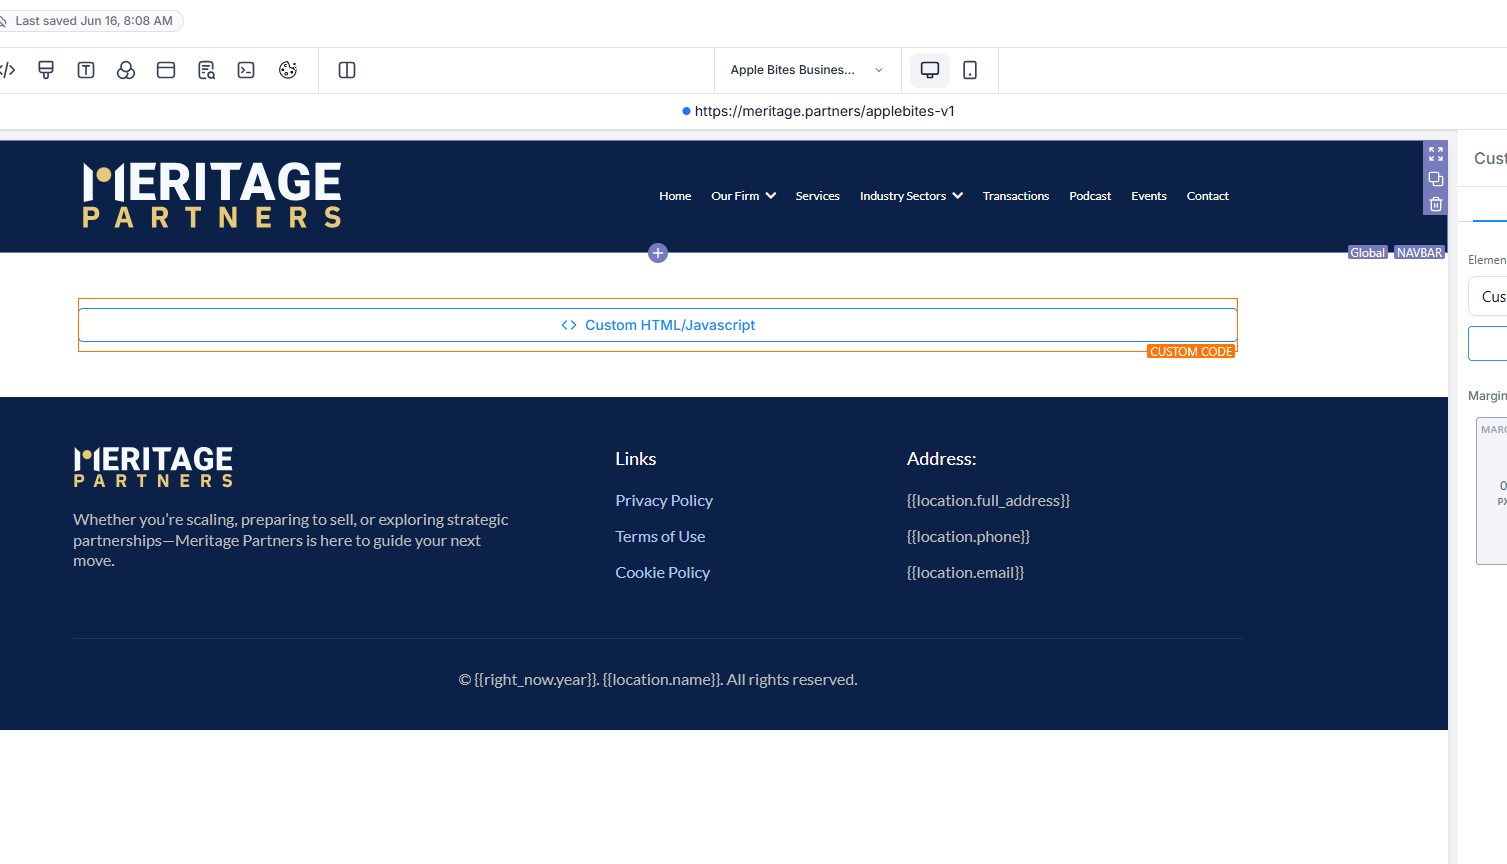 Last saved Jun 16, 8:08 AM
Apple Bites Busines...
https://meritage.partners/applebites-v1
MERITAGE
PARTNERS
Home Our Firm Services Industry Sectors Transactions Podcast Events Contact
Global NAVBAR
Custom HTML/Javascript
CUSTOM CODE
MERITAGE
PARTNERS
Whether you’re scaling, preparing to sell, or exploring strategic
partnerships—Meritage Partners is here to guide your next
move.
Links
Privacy Policy
Terms of Use
Cookie Policy
Address:
{{location.full_address}}
{{location.phone}}
{{location.email}}
© {{right_now.year}}. {{location.name}}. All rights reserved.
Cust
Elemen
Cus
Margin
MARG
0
PX